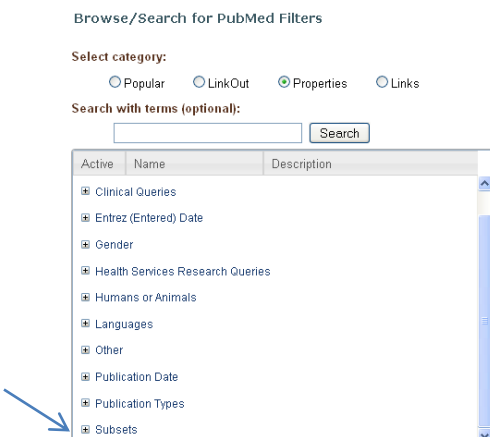 Browse/Search for PubMed Filters
Select category:
Popular LinkOut Properties Links
Search with terms (optional):
Search
Active Name Description
Clinical Queries
Entrez (Entered) Date
Gender
Health Services Research Queries
Humans or Animals
Languages
Other
Publication Date
Publication Types
Subsets